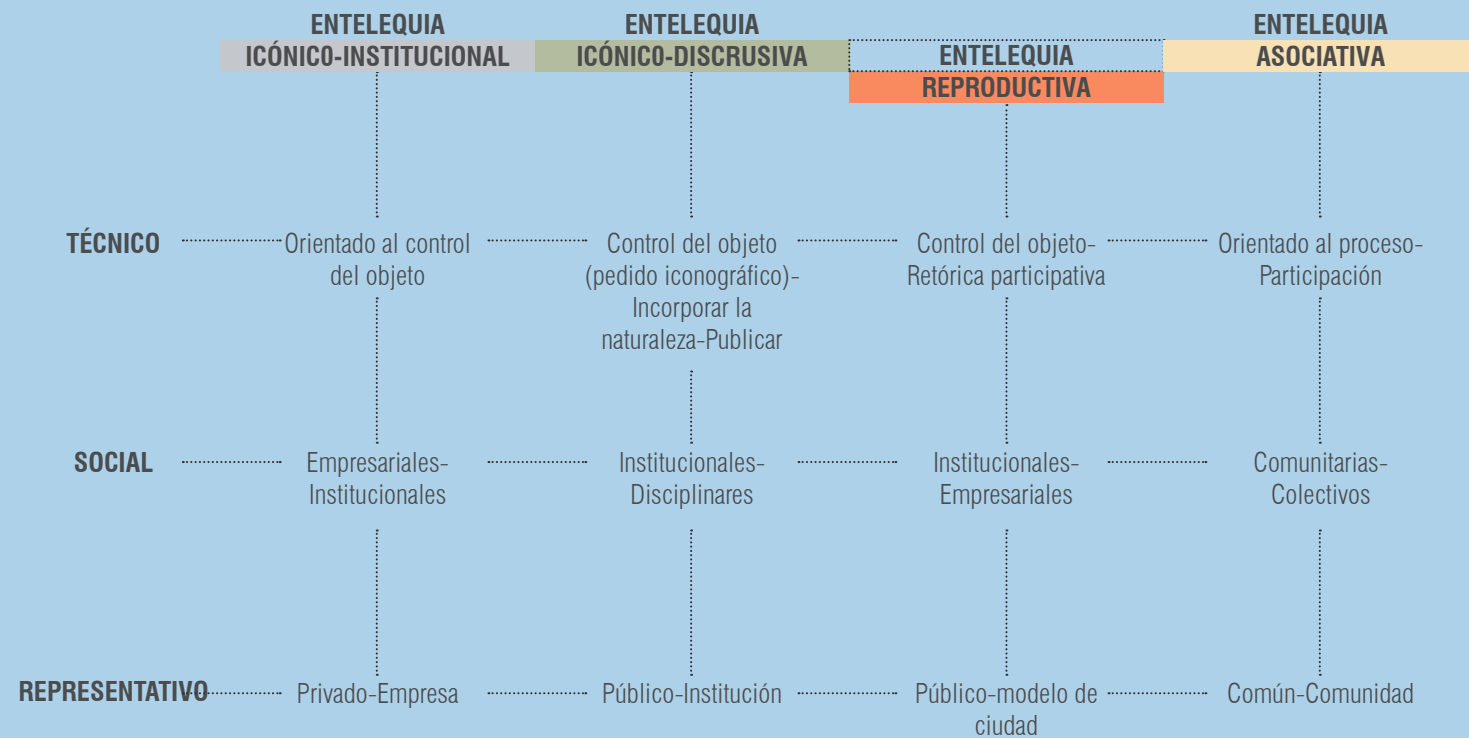 ENTELEQUIA
ICÓNICO-INSTITUCIONAL
ENTELEQUIA
ICÓNICO-DISCRUSIVA
ENTELEQUIA
REPRODUCTIVA
ENTELEQUIA
ASOCIATIVA
TÉCNICO
Orientado al control
del objeto
Control del objeto
(pedido iconográfico)-
Incorporar la
naturaleza-Publicar
Control del objeto-
Retórica participativa
Orientado al proceso-
Participación
SOCIAL
Empresariales-
Institucionales
Institucionales-
Disciplinares
Institucionales-
Empresariales
Comunitarias-
Colectivos
REPRESENTATIVO
Privado-Empresa
Público-Institución
Público-modelo de
ciudad
Común-Comunidad